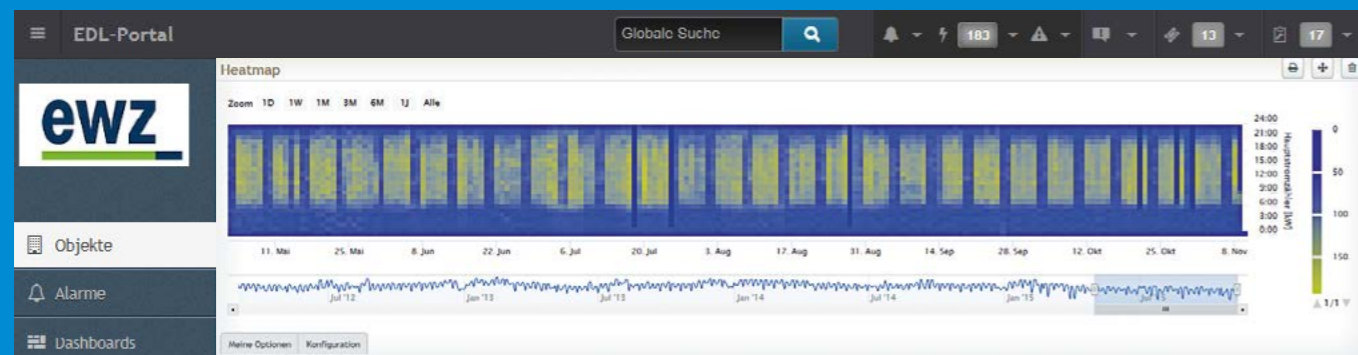 EDL-Portal
Globale Suche
183
13
17
ewz
Heatmap
Zoom 1D 1W 1M 3M 6M 1J Alle
24:00
21:00
18:00
15:00
12:00
9:00
6:00
3:00
0:00
Hauptstromzähler [kW]
0
50
100
150
11. Mai 25. Mai 8. Jun 22. Jun 6. Jul 20. Jul 3. Aug 17. Aug 31. Aug 14. Sep 28. Sep 12. Okt 25. Okt 8. Nov
Jul '12 Jan '13 Jul '13 Jan '14 Jul '14 Jan '15 Jul '15
1/1
Objekte
Alarme
Dashboards
Meine Optionen Konfiguration